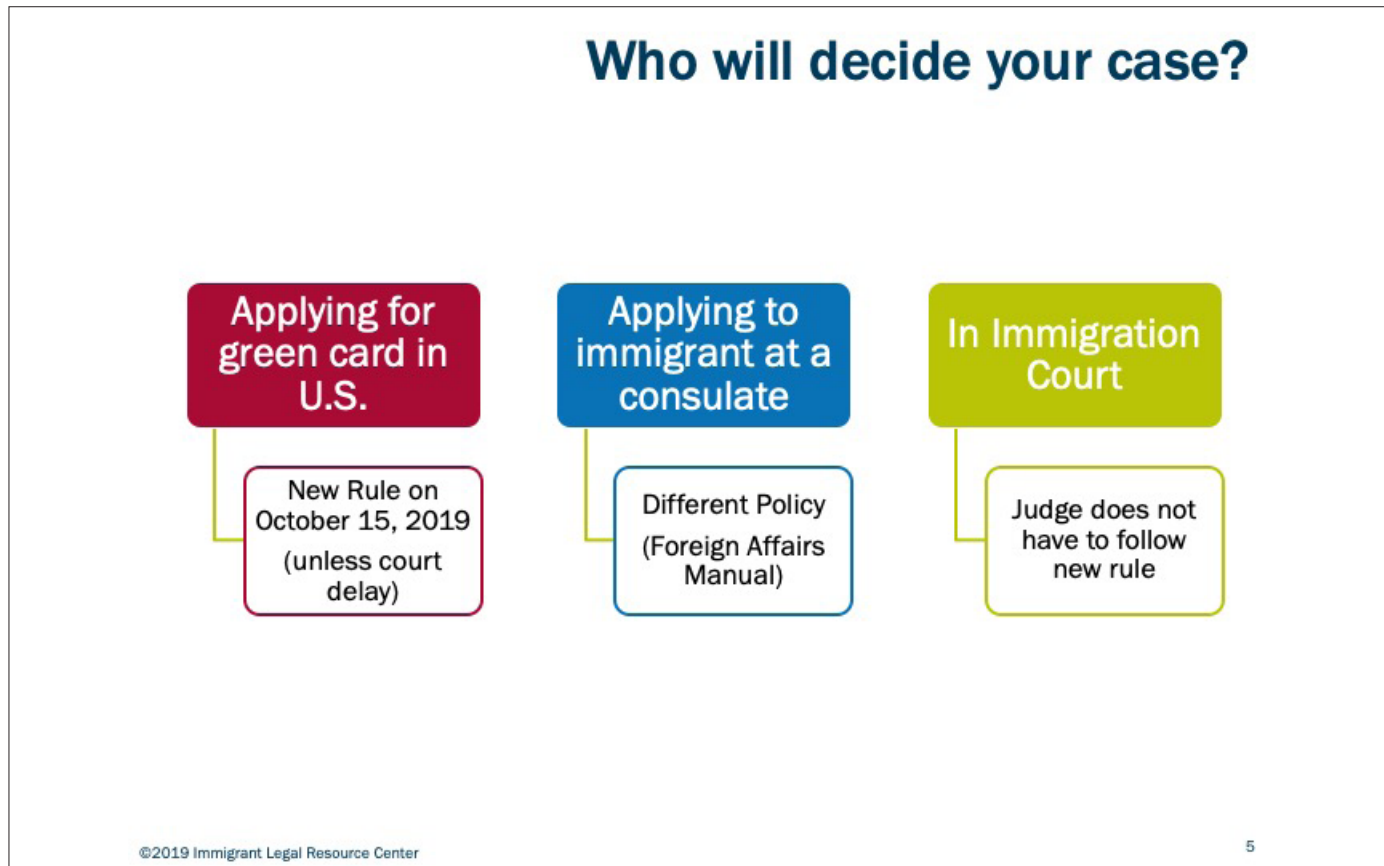 Who will decide your case?
Applying for
green card in
U.S.
New Rule on
October 15, 2019
(unless court
delay)
Applying to
immigrant at a
consulate
Different Policy
(Foreign Affairs
Manual)
In Immigration
Court
Judge does not
have to follow
new rule
©2019 Immigrant Legal Resource Center
5